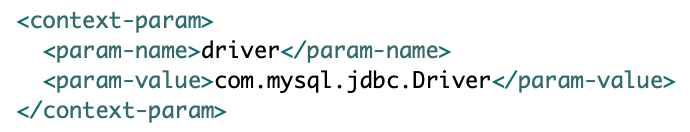 <context-param>
  <param-name>driver</param-name>
  <param-value>com.mysql.jdbc.Driver</param-value>
</context-param>